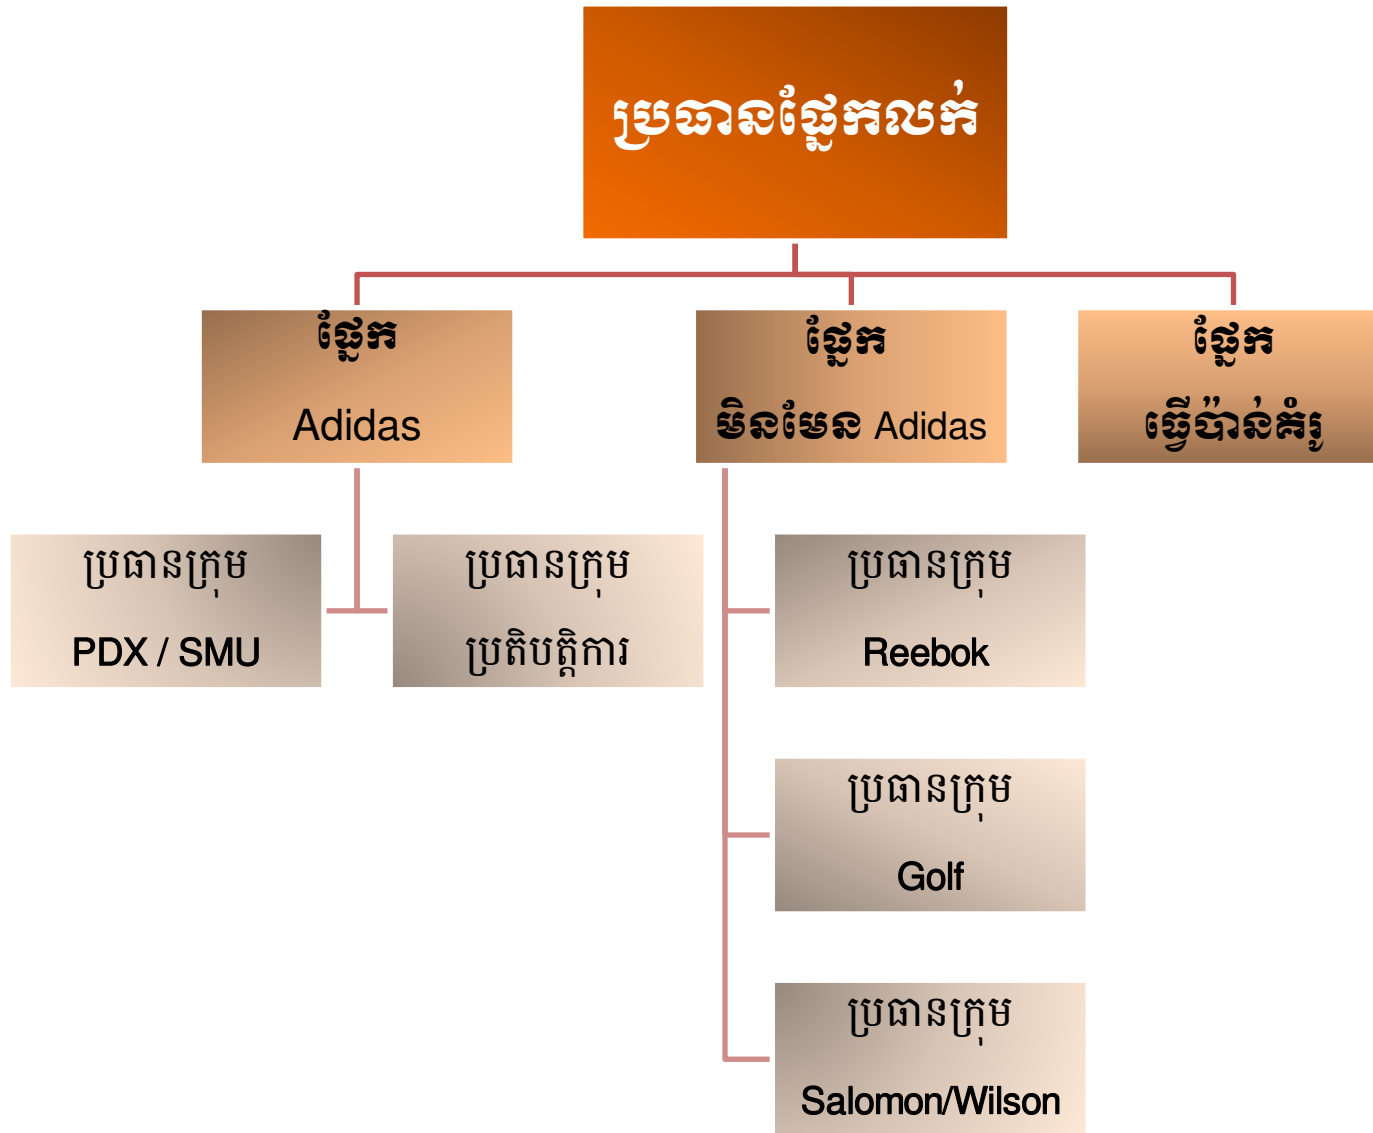 ប្រធានផ្នែកលក់
ផ្នែក
Adidas
ផ្នែក
មិនមែន Adidas
ផ្នែក
ធ្វើប៉ាន់គំរូ
ប្រធានក្រុម
PDX / SMU
ប្រធានក្រុម
ប្រតិបត្តិការ
ប្រធានក្រុម
Reebok
ប្រធានក្រុម
Golf
ប្រធានក្រុម
Salomon/Wilson